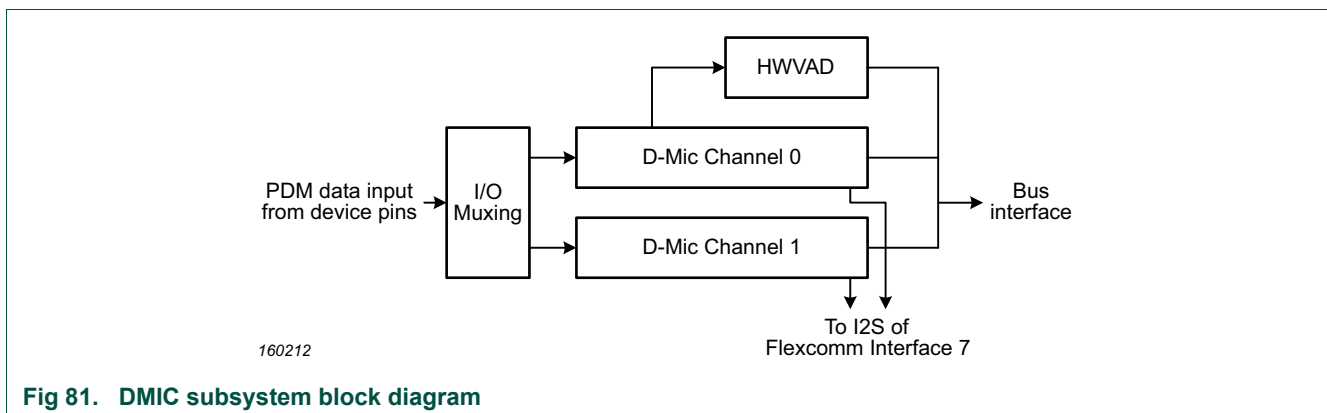 HWVAD
D-Mic Channel 0
PDM data input
from device pins
I/O
Muxing
Bus
interface
D-Mic Channel 1
To I2S of
Flexcomm Interface 7
160212
Fig 81. DMIC subsystem block diagram